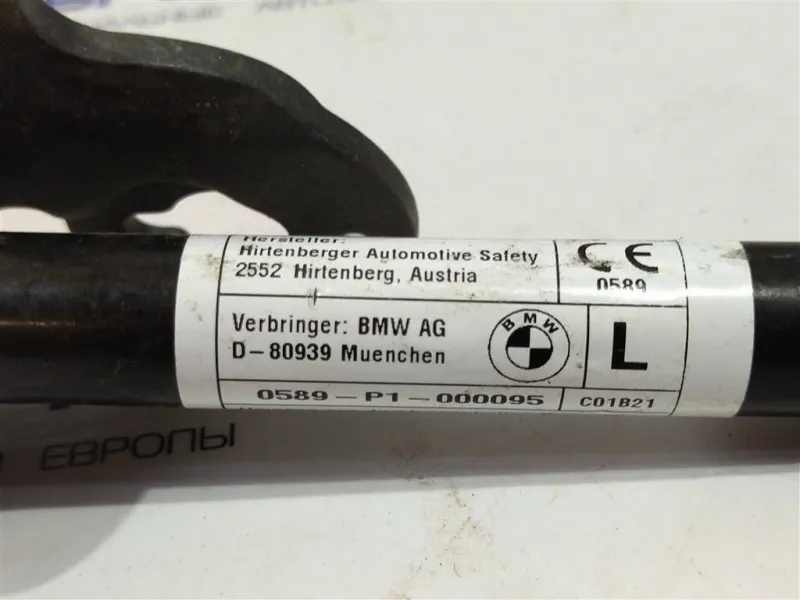 Hersteller:
Hirtenberger Automotive Safety
2552 Hirtenberg, Austria
CE
0589
Verbringer: BMW AG
D-80939 Muenchen
BMW
L
0589-P1-000095
C01B21
ЕВРОПЫ